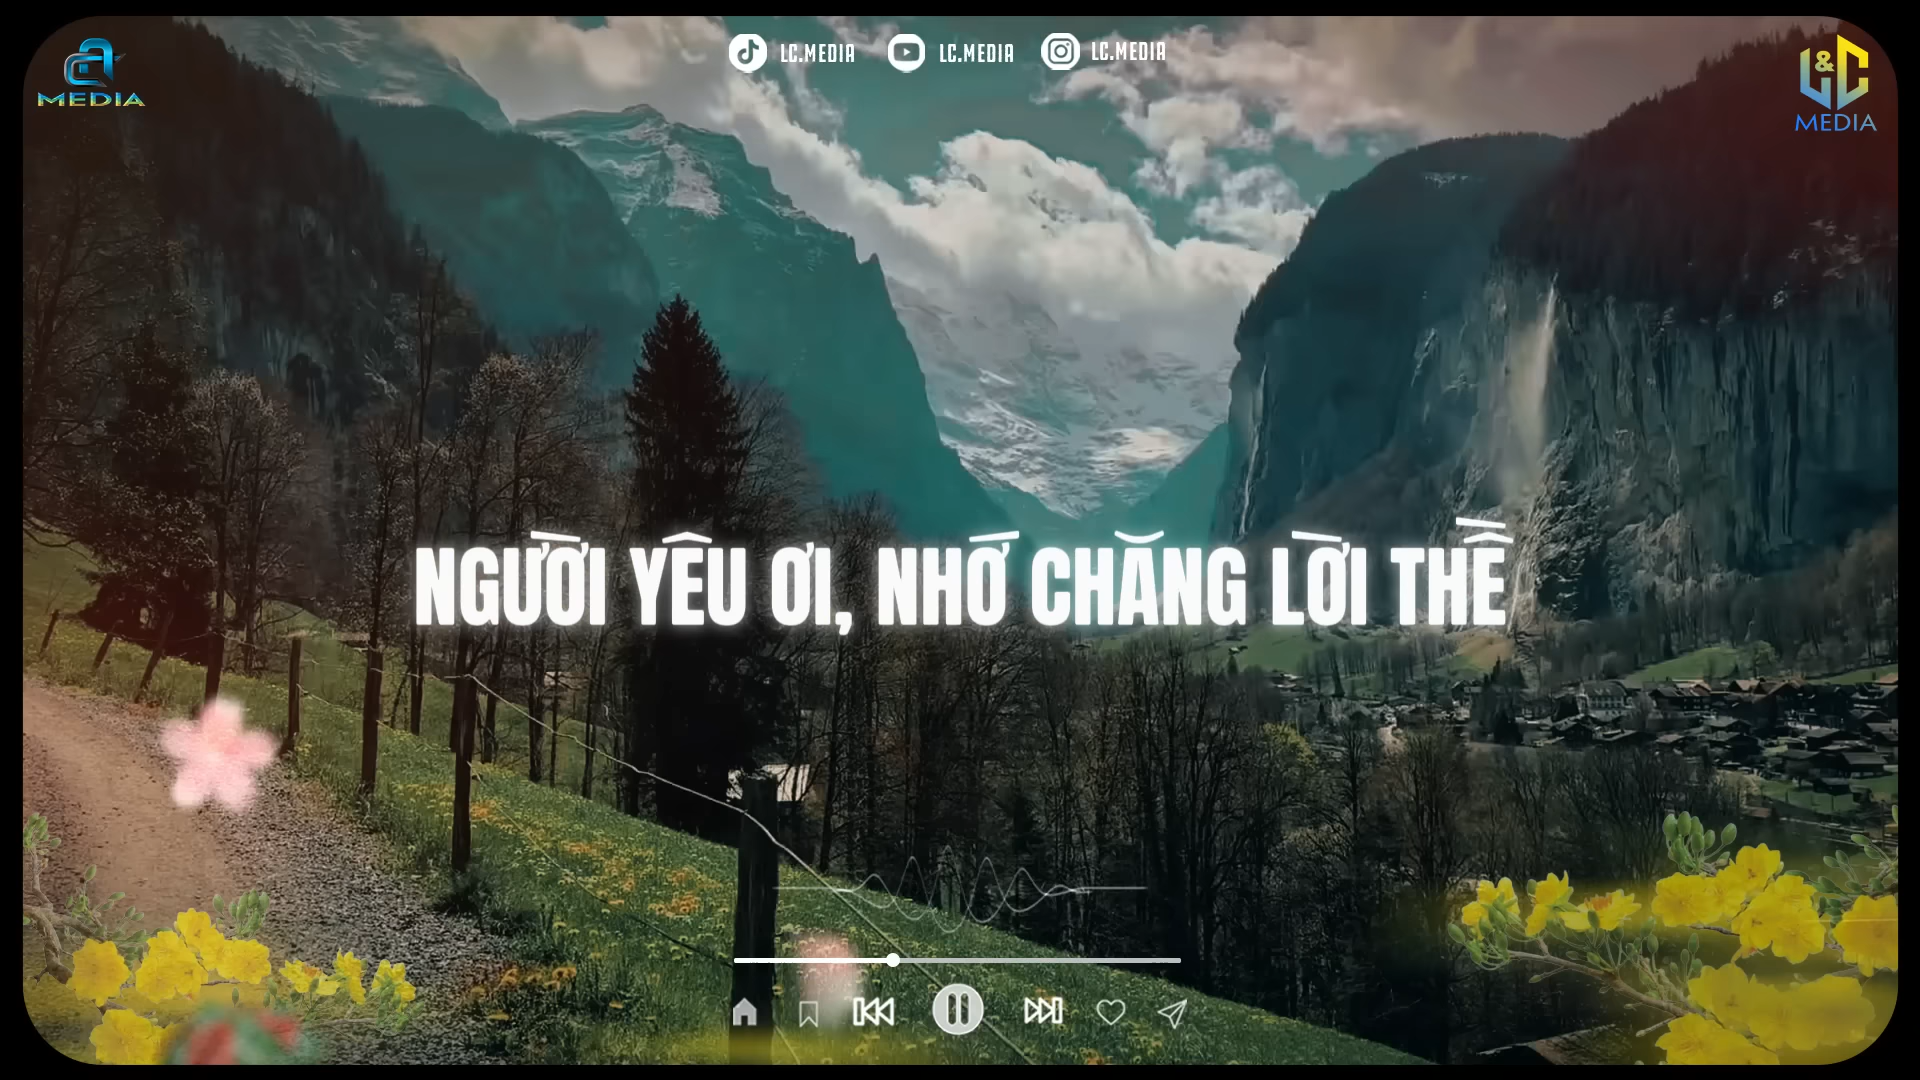 a
MEDIA
LC.MEDIA
LC.MEDIA
LC.MEDIA
L&C
MEDIA
NGƯỜI YÊU ƠI, NHỚ CHĂNG LỜI THỀ